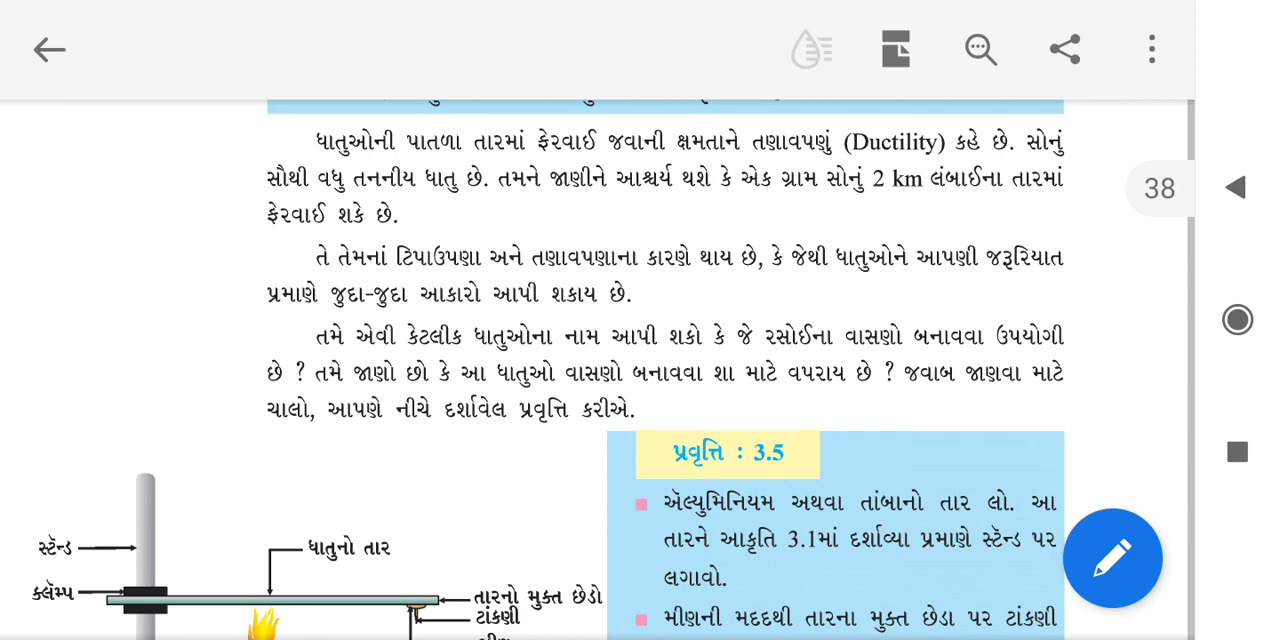 38
ધાતુઓની પાતળા તારમાં ફેરવાઈ જવાની ક્ષમતાને તણાવપણું (Ductility) કહે છે. સોનું
સૌથી વધુ તનનીય ધાતુ છે. તમને જાણીને આશ્ચર્ય થશે કે એક ગ્રામ સોનું 2 km લંબાઈના તારમાં
ફેરવાઈ શકે છે.
તે તેમનાં ટિપાઉપણા અને તણાવપણાના કારણે થાય છે, કે જેથી ધાતુઓને આપણી જરૂરિયાત
પ્રમાણે જુદા-જુદા આકારો આપી શકાય છે.
તમે એવી કેટલીક ધાતુઓના નામ આપી શકો કે જે રસોઈના વાસણો બનાવવા ઉપયોગી
છે ? તમે જાણો છો કે આ ધાતુઓ વાસણો બનાવવા શા માટે વપરાય છે ? જવાબ જાણવા માટે
ચાલો, આપણે નીચે દર્શાવેલ પ્રવૃત્તિ કરીએ.
પ્રવૃત્તિ : 3.5
ઍલ્યુમિનિયમ અથવા તાંબાનો તાર લો. આ
તારને આકૃતિ 3.1માં દર્શાવ્યા પ્રમાણે સ્ટૅન્ડ પર
લગાવો.
મીણની મદદથી તારના મુક્ત છેડા પર ટાંકણી
સ્ટૅન્ડ
ધાતુનો તાર
ક્લૅમ્પ
તારનો મુક્ત છેડો
ટાંકણી